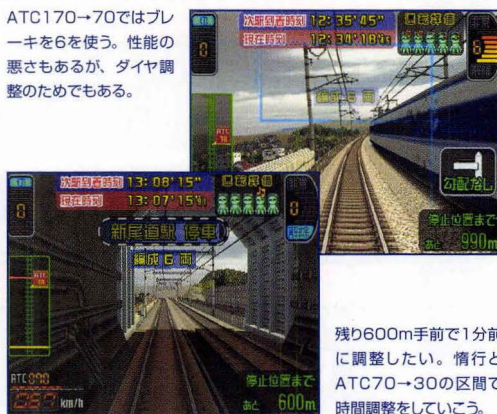 ATC170→70ではブレ
ーキを6を使う。性能の
悪さもあるが、ダイヤ調
整のためでもある。
次駅到着時刻 12:35'45"
現在時刻 12:34'18"
編成6両
勾配なし
停止位置まで
あと 990m
次駅到着時刻 13:08'15"
現在時刻 13:07'15"
新尾道駅 停車
編成6両
停止位置まで
あと 600m
km/h
残り600m手前で1分前
に調整したい。惰行と
ATC70→30の区間で
時間調整をしていこう。